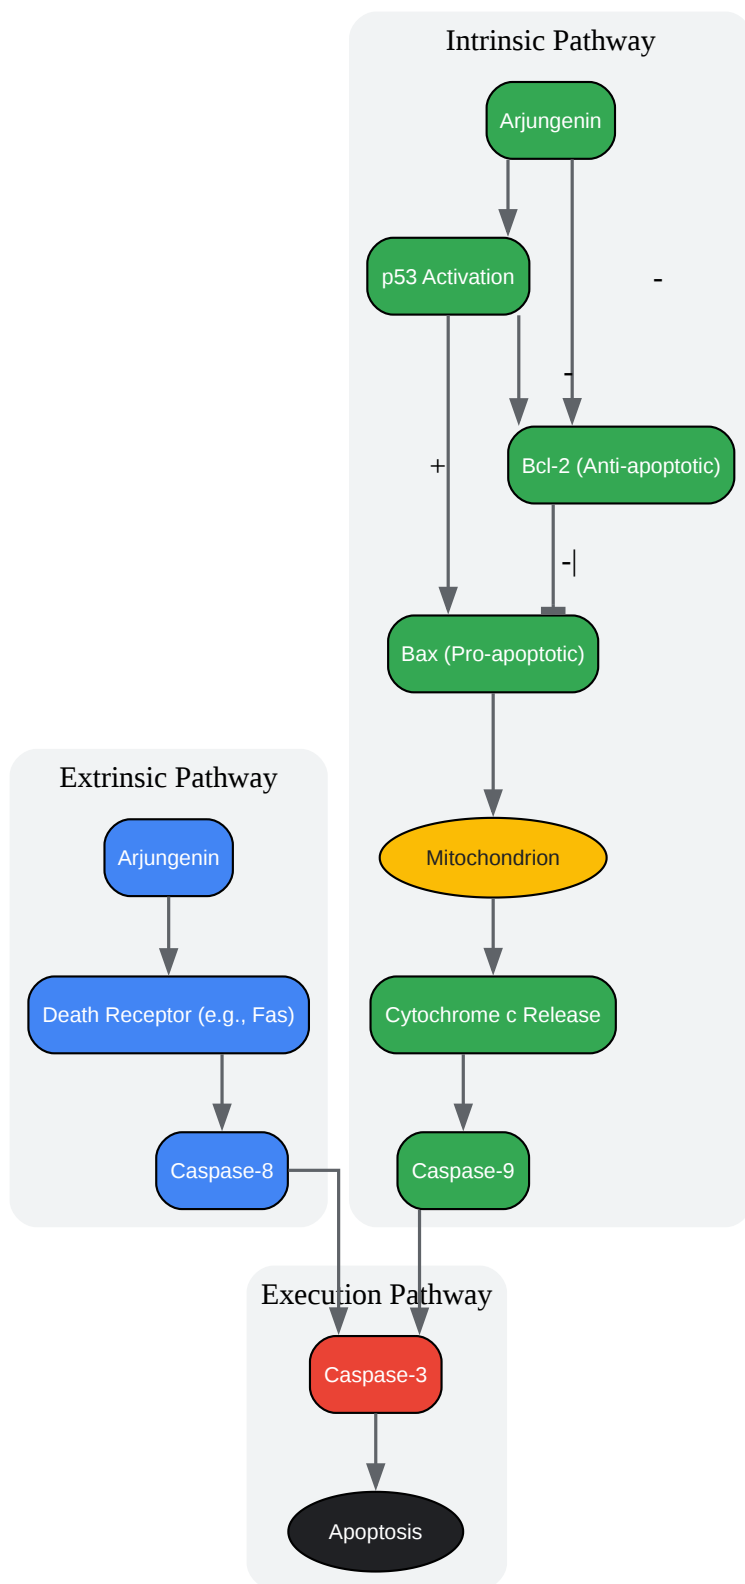 Intrinsic Pathway
Arjungenin
p53 Activation
-
-
Bcl-2 (Anti-apoptotic)
+
-|
Bax (Pro-apoptotic)
Mitochondrion
Cytochrome c Release
Caspase-9
Extrinsic Pathway
Arjungenin
Death Receptor (e.g., Fas)
Caspase-8
Execution Pathway
Caspase-3
Apoptosis